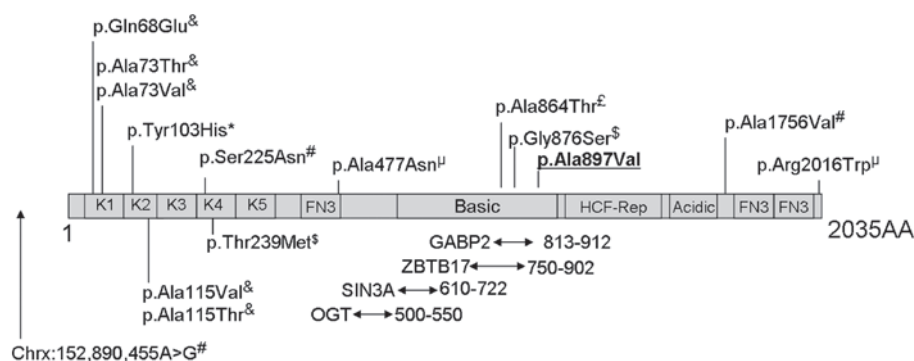 p.Gln68Glu&
p.Ala73Thr&
p.Ala73Val&
p.Tyr103His*
p.Ser225Asn#
p.Ala477Asnµ
p.Ala864Thr£
p.Gly876Ser$
p.Ala897Val
p.Ala1756Val#
p.Arg2016Trpµ
K1 K2 K3 K4 K5 FN3 Basic HCF-Rep Acidic FN3 FN3
1 2035AA
p.Thr239Met$
p.Ala115Val&
p.Ala115Thr&
GABP2 813-912
ZBTB17 750-902
SIN3A 610-722
OGT 500-550
Chrx:152,890,455A>G#